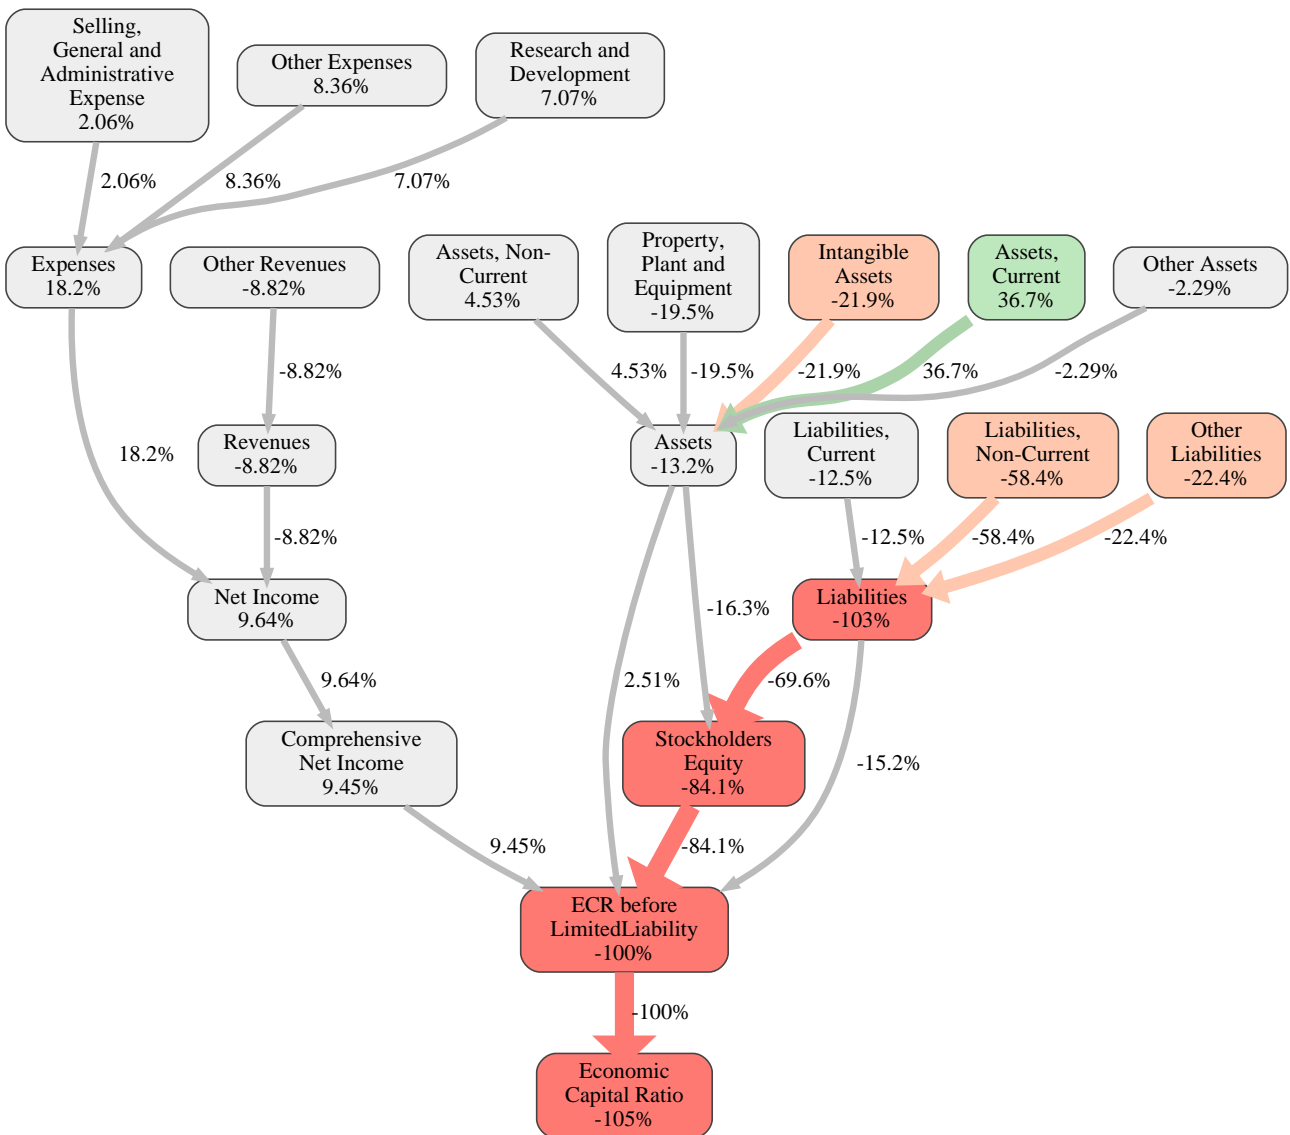 Selling,
General and
Administrative
Expense
2.06%
Other Expenses
8.36%
Research and
Development
7.07%
2.06%
8.36%
7.07%
Expenses
18.2%
Other Revenues
-8.82%
Assets, Non-
Current
4.53%
Property,
Plant and
Equipment
-19.5%
Intangible
Assets
-21.9%
Assets,
Current
36.7%
Other Assets
-2.29%
-8.82%
4.53%
-19.5%
-21.9%
36.7%
-2.29%
18.2%
Revenues
-8.82%
Assets
-13.2%
Liabilities,
Current
-12.5%
Liabilities,
Non-Current
-58.4%
Other
Liabilities
-22.4%
-8.82%
-12.5%
-58.4%
-22.4%
Net Income
9.64%
-16.3%
Liabilities
-103%
9.64%
2.51%
-69.6%
Comprehensive
Net Income
9.45%
Stockholders
Equity
-84.1%
-15.2%
9.45%
-84.1%
ECR before
LimitedLiability
-100%
-100%
Economic
Capital Ratio
-105%